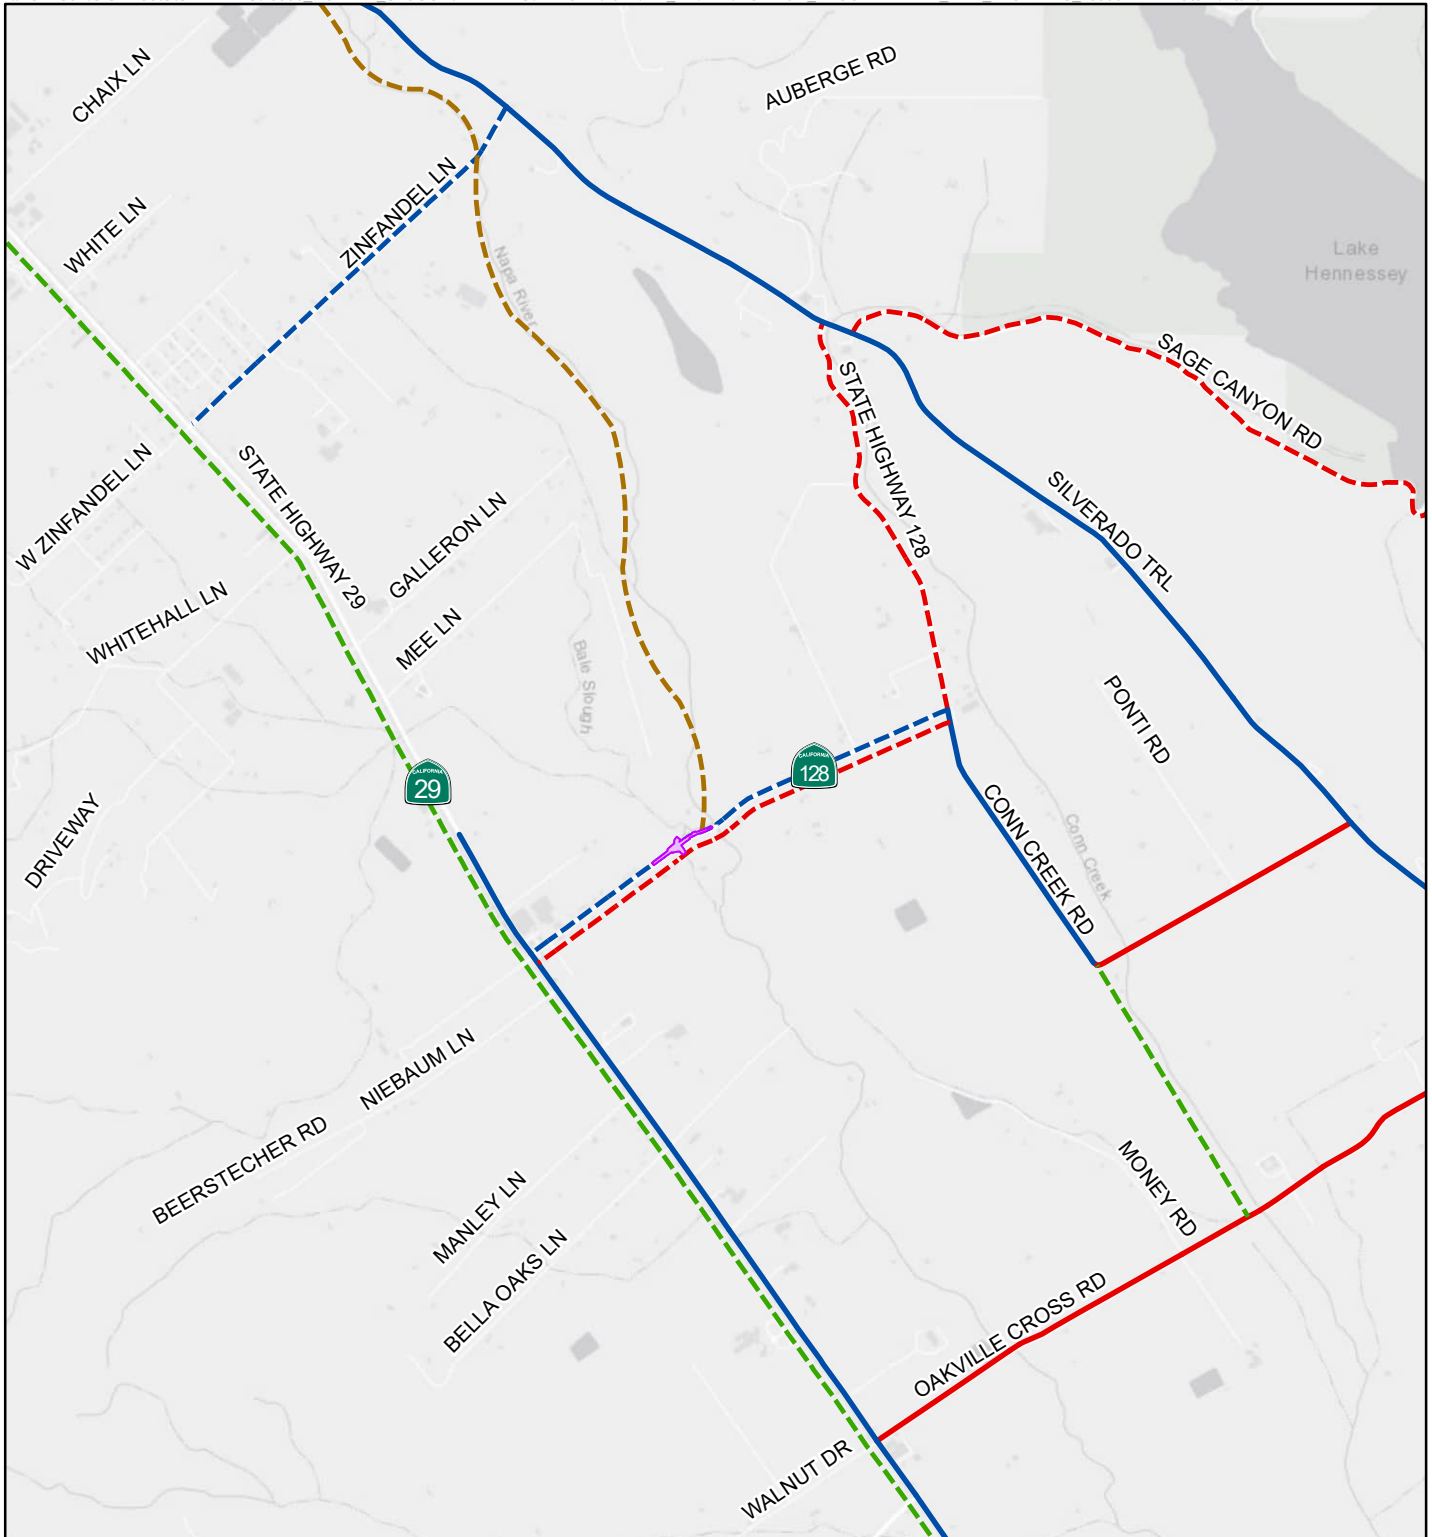 CHAIX LN
AUBERGE RD
ZINFANDEL LN
WHITE LN
Napa River
Lake
Hennessey
SAGE CANYON RD
STATE HIGHWAY 128
W ZINFANDEL LN
STATE HIGHWAY 29
GALLERON LN
SILVERADO TRL
WHITEHALL LN
MEE LN
Bale Slough
PONTI RD
CALIFORNIA
128
CALIFORNIA
29
DRIVEWAY
CONN CREEK RD
Conn Creek
NIEBAUM LN
BEERSTECHER RD
MANLEY LN
MONEY RD
BELLA OAKS LN
OAKVILLE CROSS RD
WALNUT DR